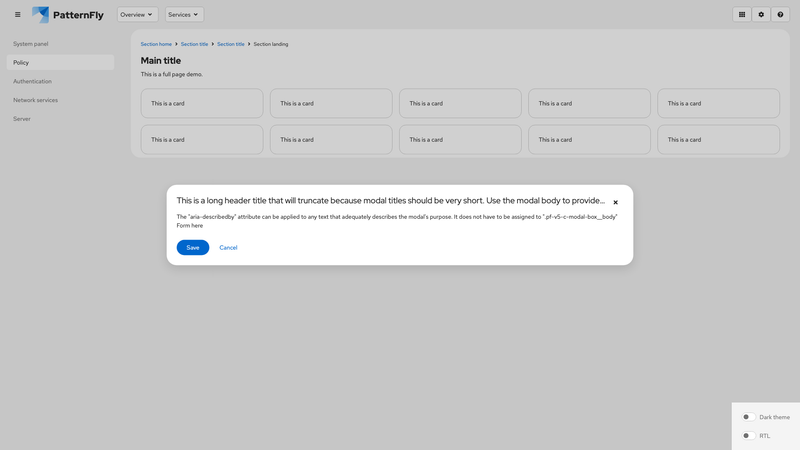 PatternFly
Overview
Services
System panel
Policy
Authentication
Network services
Server
Section home
Section title
Section title
Section landing
Main title
This is a full page demo.
This is a card
This is a card
This is a card
This is a card
This is a card
This is a card
This is a card
This is a card
This is a card
This is a card
This is a long header title that will truncate because modal titles should be very short. Use the modal body to provide...
The "aria-describedby" attribute can be applied to any text that adequately describes the modal's purpose. It does not have to be assigned to ".pf-v5-c-modal-box__body"
Form here
Save
Cancel
Dark theme
RTL